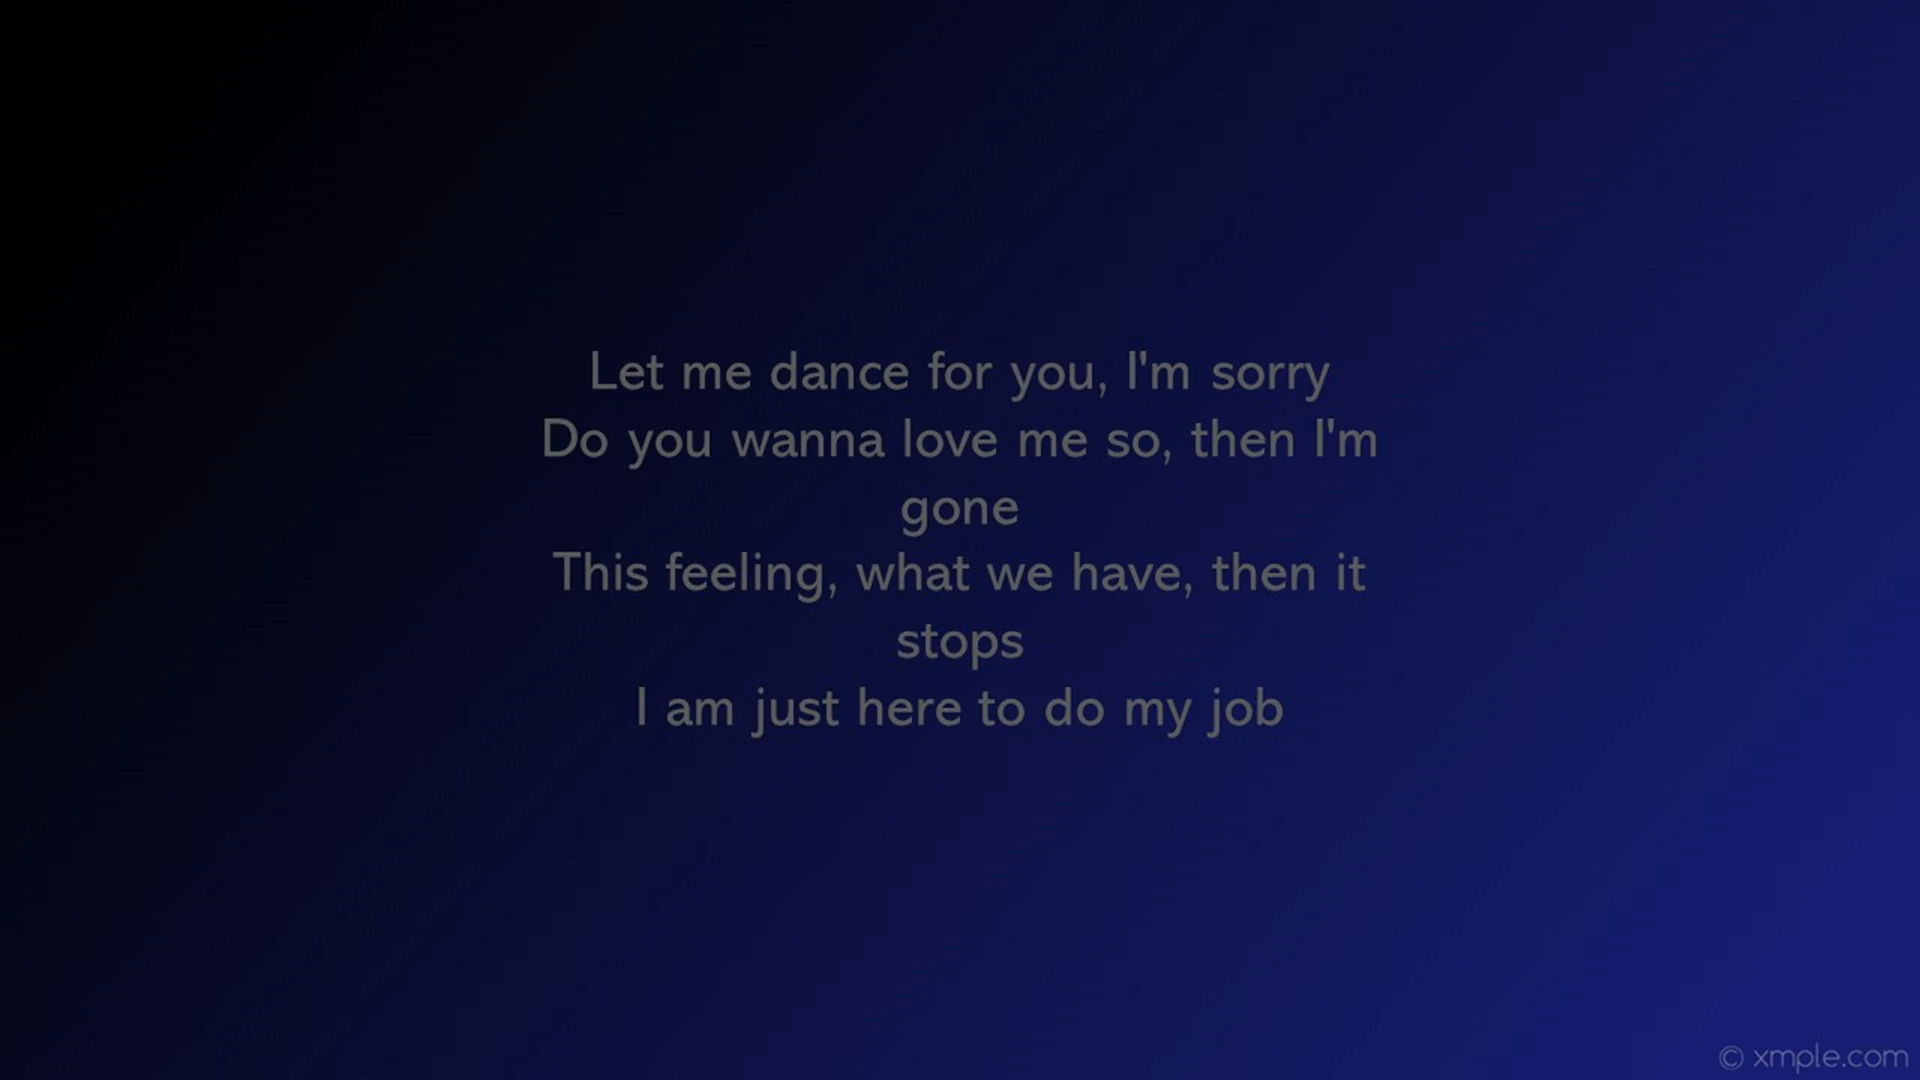 Let me dance for you, I'm sorry
Do you wanna love me so, then I'm
gone
This feeling, what we have, then it
stops
I am just here to do my job
© xmple.com